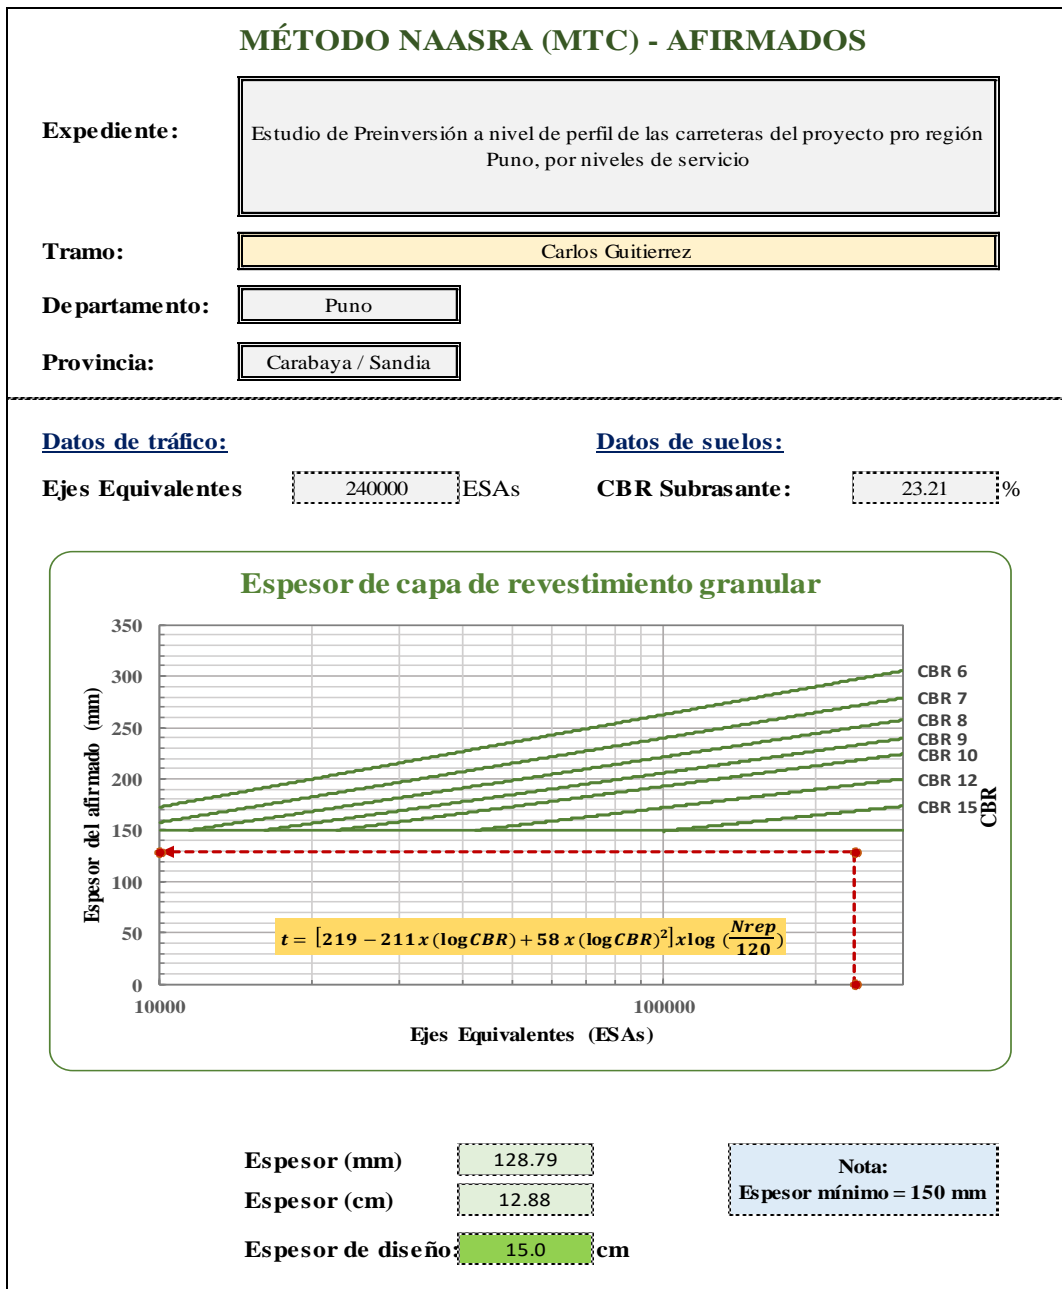 MÉTODO NAASRA (MTC) - AFIRMADOS
Expediente:
Estudio de Preinversión a nivel de perfil de las carreteras del proyecto pro región
Puno, por niveles de servicio
Tramo:
Carlos Guitierrez
Departamento:
Puno
Provincia:
Carabaya / Sandia
Datos de tráfico:
Datos de suelos:
Ejes Equivalentes 240000 ESAs
CBR Subrasante: 23.21 %
Espesor de capa de revestimiento granular
Espesor del afirmado (mm)
350
300
250
200
150
100
50
0
CBR 6
CBR 7
CBR 8
CBR 9
CBR 10
CBR 12
CBR 15
CBR
t = [219 − 211 x (log CBR) + 58 x (log CBR)²] x log (Nrep/120)
10000
100000
Ejes Equivalentes (ESAs)
Espesor (mm) 128.79
Espesor (cm) 12.88
Espesor de diseño: 15.0 cm
Nota:
Espesor mínimo = 150 mm